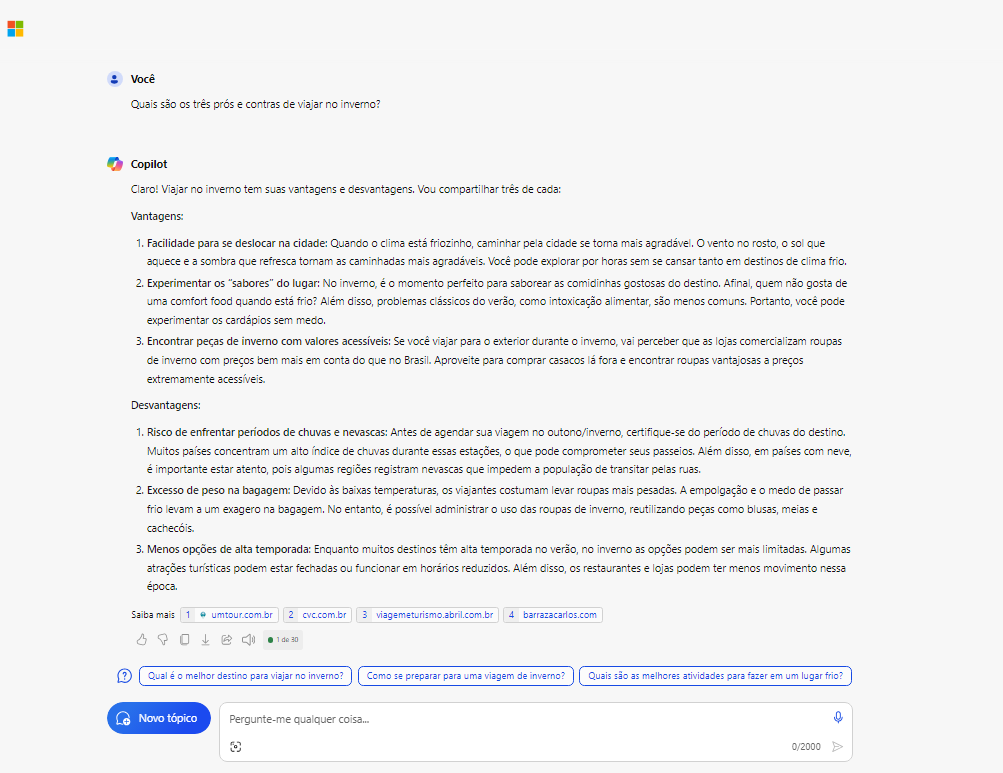 Você
Quais são os três prós e contras de viajar no inverno?
Copilot
Claro! Viajar no inverno tem suas vantagens e desvantagens. Vou compartilhar três de cada:
Vantagens:
1. Facilidade para se deslocar na cidade: Quando o clima está friozinho, caminhar pela cidade se torna mais agradável. O vento no rosto, o sol que
aquece e a sombra que refresca tornam as caminhadas mais agradáveis. Você pode explorar por horas sem se cansar tanto em destinos de clima frio.
2. Experimentar os “sabores” do lugar: No inverno, é o momento perfeito para saborear as comidinhas gostosas do destino. Afinal, quem não gosta de
uma comfort food quando está frio? Além disso, problemas clássicos do verão, como intoxicação alimentar, são menos comuns. Portanto, você pode
experimentar os cardápios sem medo.
3. Encontrar peças de inverno com valores acessíveis: Se você viajar para o exterior durante o inverno, vai perceber que as lojas comercializam roupas
de inverno com preços bem mais em conta do que no Brasil. Aproveite para comprar casacos lá fora e encontrar roupas vantajosas a preços
extremamente acessíveis.
Desvantagens:
1. Risco de enfrentar períodos de chuvas e nevascas: Antes de agendar sua viagem no outono/inverno, certifique-se do período de chuvas do destino.
Muitos países concentram um alto índice de chuvas durante essas estações, o que pode comprometer seus passeios. Além disso, em países com neve,
é importante estar atento, pois algumas regiões registram nevascas que impedem a população de transitar pelas ruas.
2. Excesso de peso na bagagem: Devido às baixas temperaturas, os viajantes costumam levar roupas mais pesadas. A empolgação e o medo de passar
frio levam a um exagero na bagagem. No entanto, é possível administrar o uso das roupas de inverno, reutilizando peças como blusas, meias e
cachecóis.
3. Menos opções de alta temporada: Enquanto muitos destinos têm alta temporada no verão, no inverno as opções podem ser mais limitadas. Algumas
atrações turísticas podem estar fechadas ou funcionar em horários reduzidos. Além disso, os restaurantes e lojas podem ter menos movimento nessa
época.
Saiba mais 1 umtour.com.br 2 cvc.com.br 3 viagemeturismo.abril.com.br 4 barrazacarlos.com
1 de 30
Qual é o melhor destino para viajar no inverno? Como se preparar para uma viagem de inverno? Quais são as melhores atividades para fazer em um lugar frio?
Novo tópico
Pergunte-me qualquer coisa...
0/2000